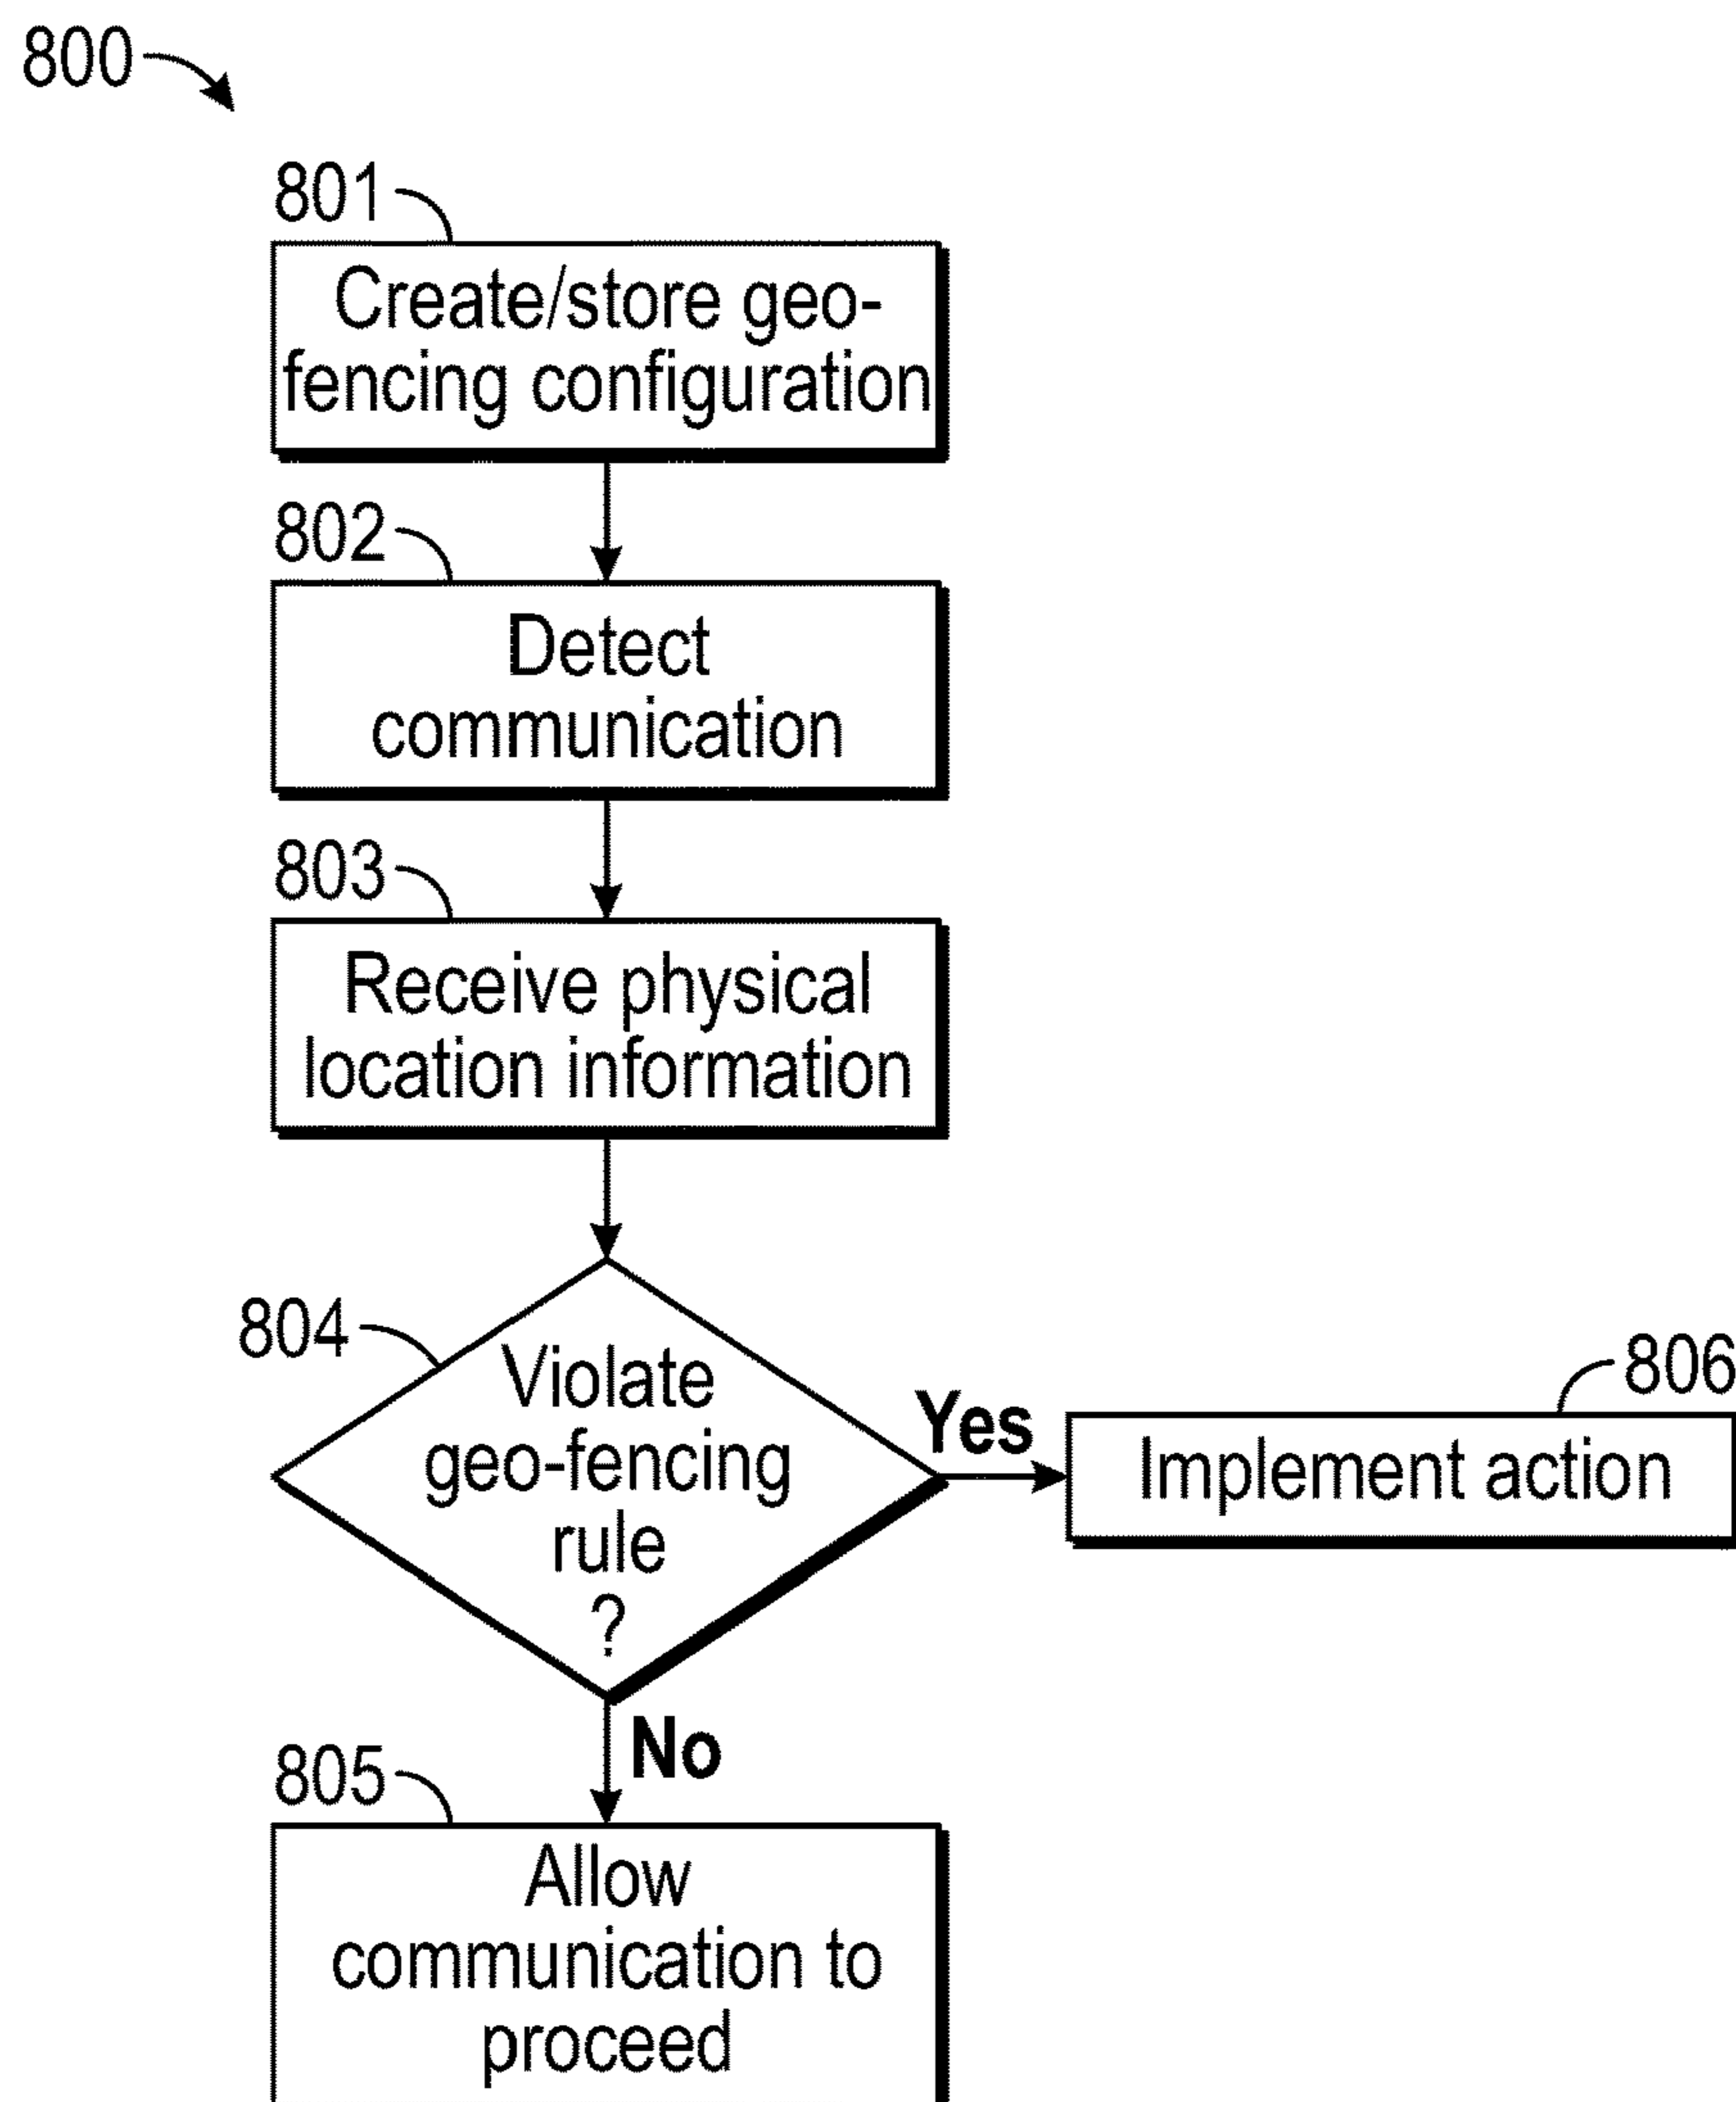 800
801
Create/store geo-
fencing configuration
802
Detect
communication
803
Receive physical
location information
804
Violate
geo-fencing
rule
?
Yes
806
Implement action
No
805
Allow
communication to
proceed